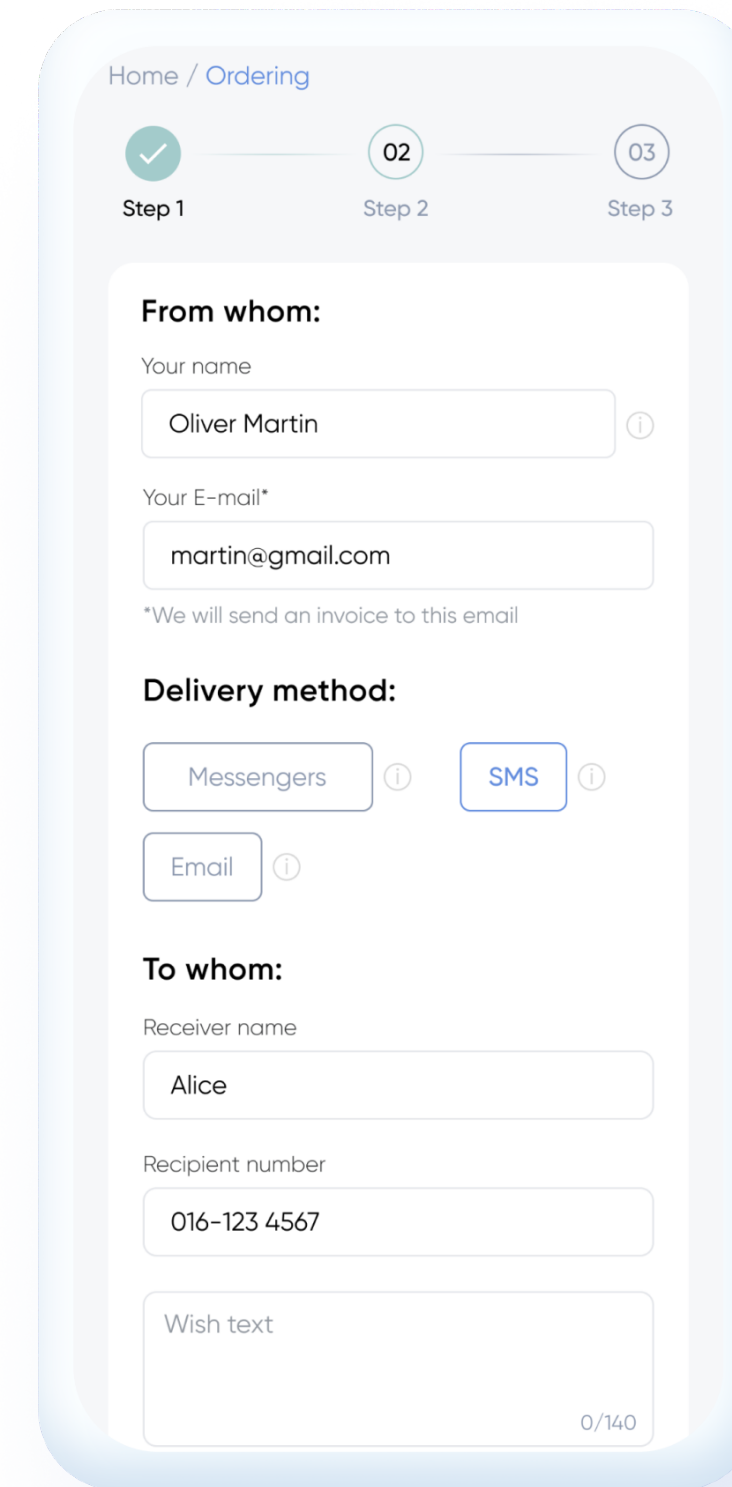 Home / Ordering
02
03
Step 1
Step 2
Step 3
From whom:
Your name
Oliver Martin
Your E-mail*
martin@gmail.com
*We will send an invoice to this email
Delivery method:
Messengers
SMS
Email
To whom:
Receiver name
Alice
Recipient number
016-123 4567
Wish text
0/140